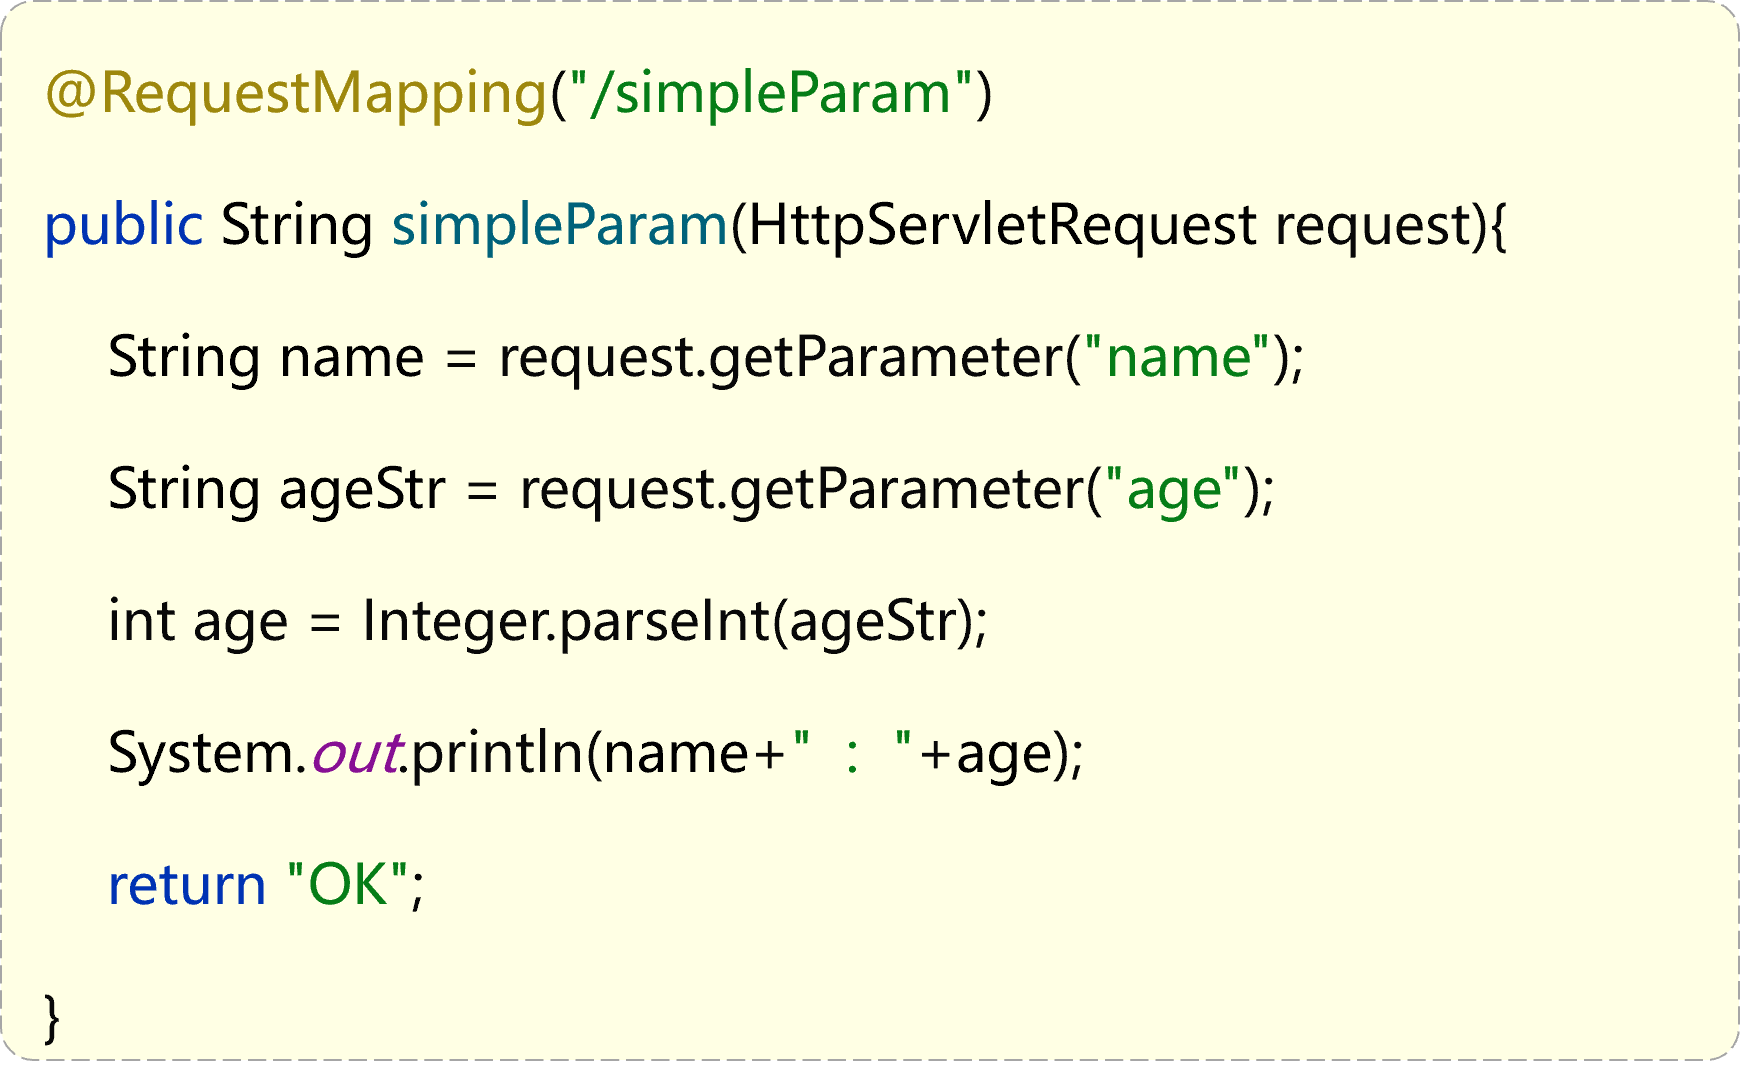 @RequestMapping("/simpleParam")
public String simpleParam(HttpServletRequest request){
    String name = request.getParameter("name");
    String ageStr = request.getParameter("age");
    int age = Integer.parseInt(ageStr);
    System.out.println(name+"  :  "+age);
    return "OK";
}